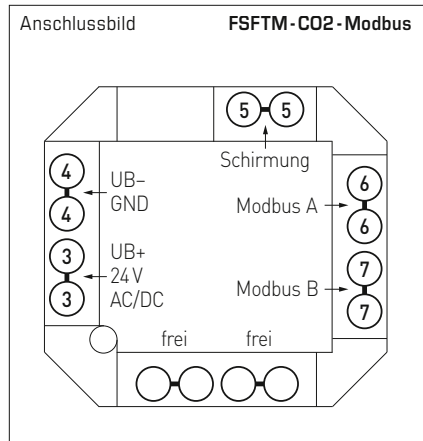 Anschlussbild FSFTM-CO2-Modbus
5 5
Schirmung
4
4
UB–
GND
3
3
UB+
24 V
AC/DC
Modbus A
6
6
Modbus B
7
7
frei frei